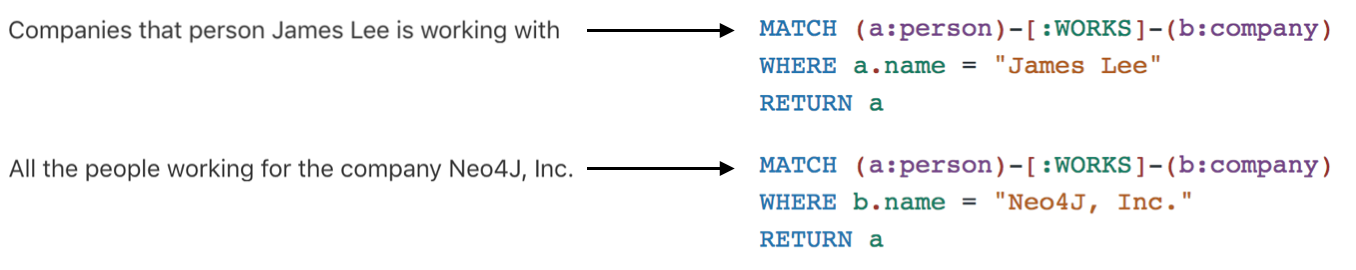 Companies that person James Lee is working with
MATCH (a:person)-[:WORKS]-(b:company)
WHERE a.name = "James Lee"
RETURN a
All the people working for the company Neo4J, Inc.
MATCH (a:person)-[:WORKS]-(b:company)
WHERE b.name = "Neo4J, Inc."
RETURN a